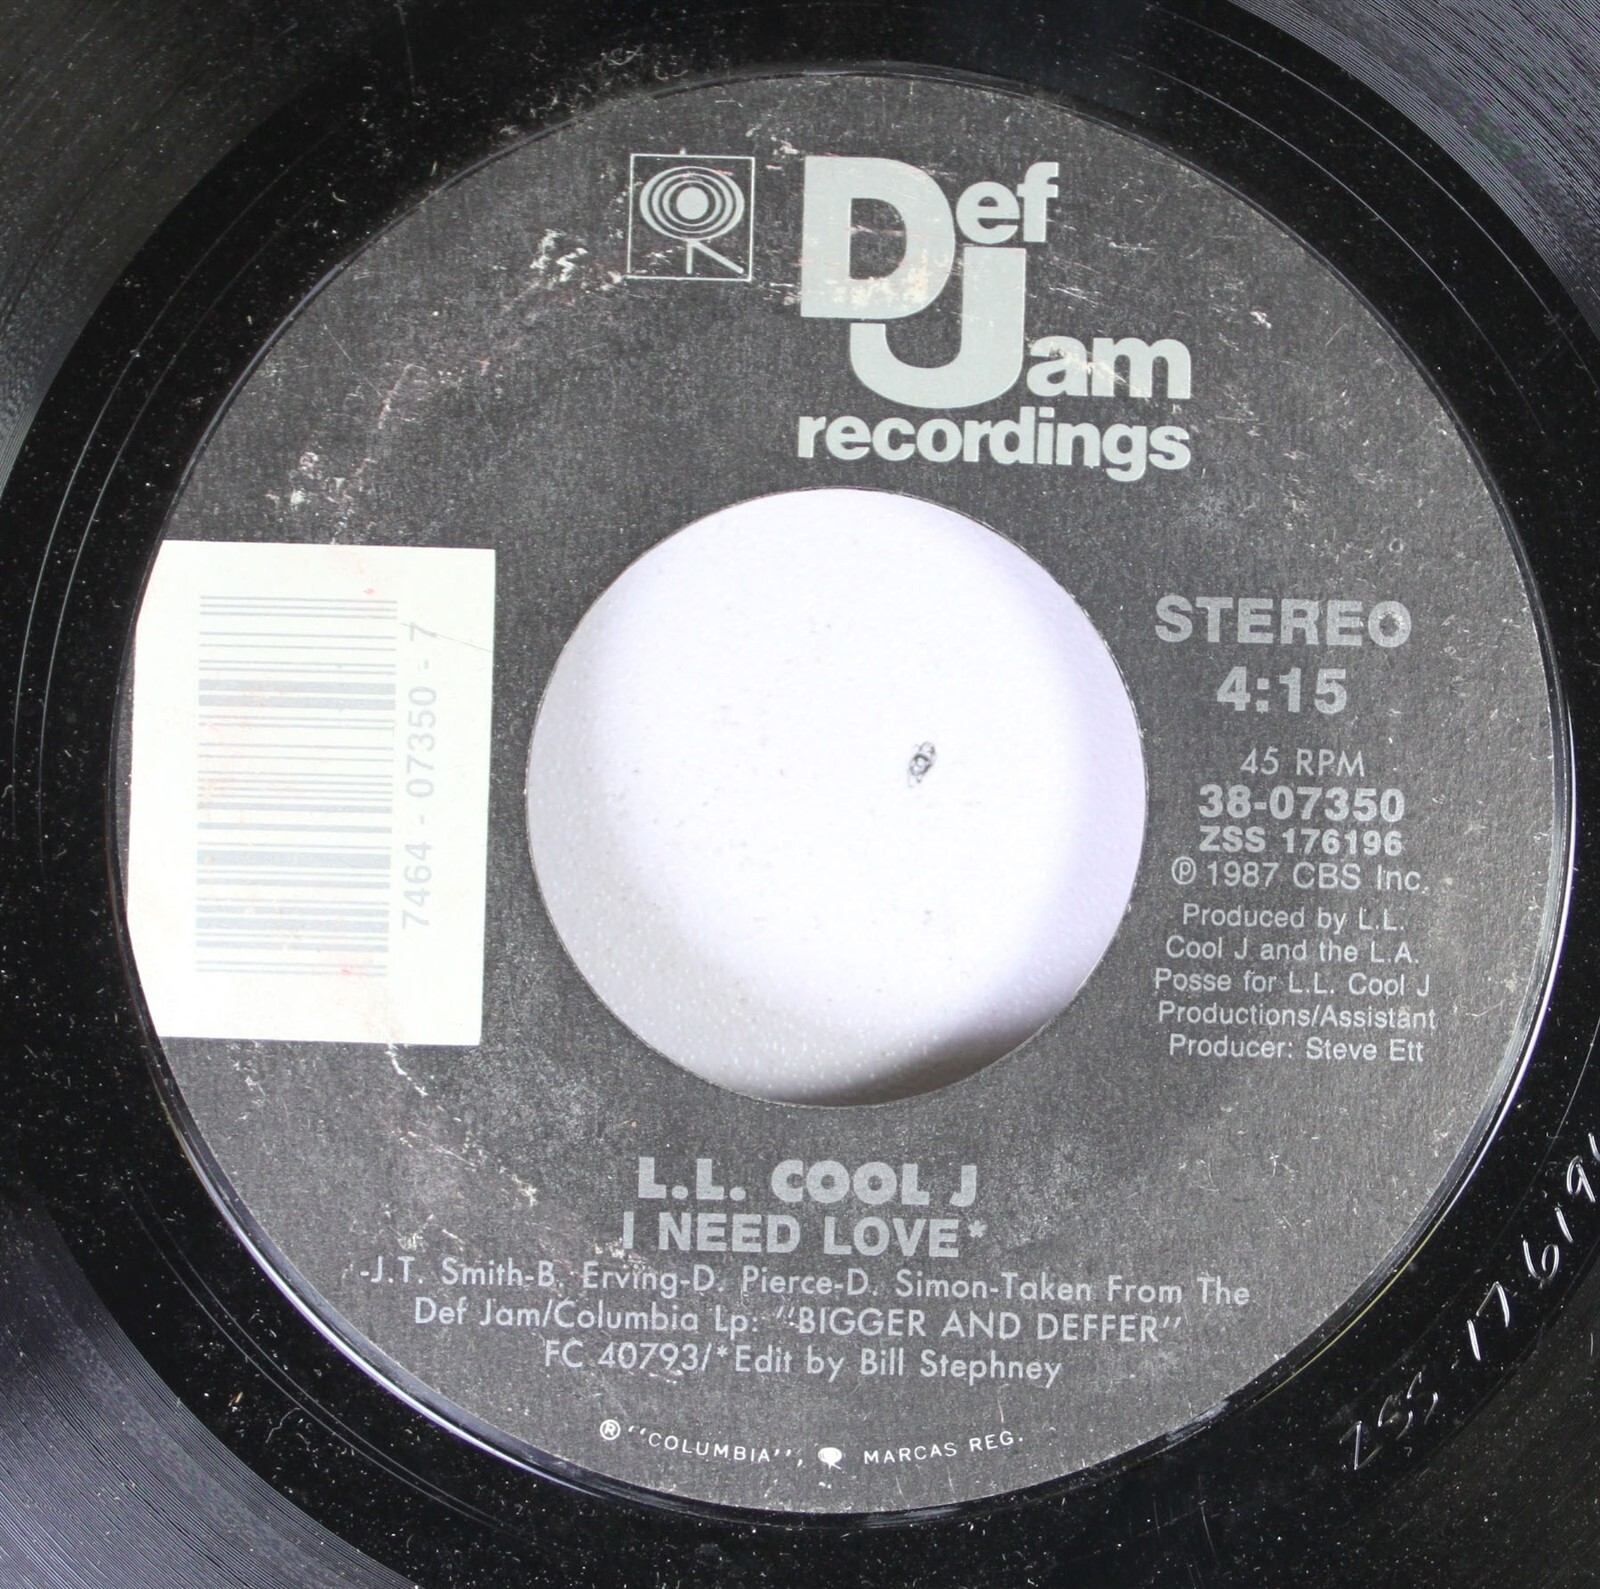 Def
Jam
recordings
7464-07350-7
STEREO
4:15
45 RPM
38-07350
ZSS 176196
℗ 1987 CBS Inc.
Produced by L.L.
Cool J and the L.A.
Posse for L.L. Cool J
Productions/Assistant
Producer: Steve Ett
L.L. COOL J
I NEED LOVE*
-J.T. Smith-B. Erving-D. Pierce-D. Simon-Taken From The
Def Jam/Columbia Lp: "BIGGER AND DEFFER"
FC 40793/*Edit by Bill Stephney
® "COLUMBIA", MARCAS REG.
ZSS-17619